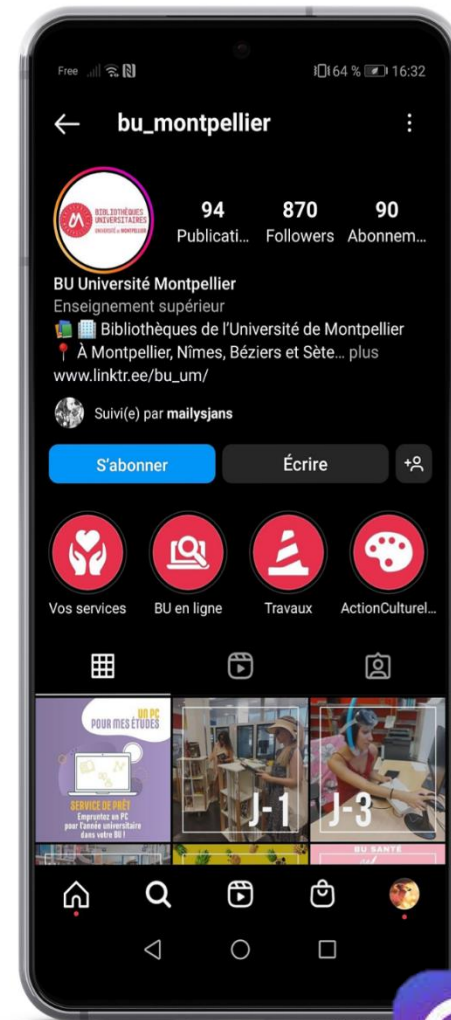 Free 64 % 16:32
bu_montpellier
BIBLIOTHÈQUES
UNIVERSITAIRES
UNIVERSITÉ DE MONTPELLIER
94 870 90
Publicati... Followers Abonnem...
BU Université Montpellier
Enseignement supérieur
Bibliothèques de l'Université de Montpellier
À Montpellier, Nîmes, Béziers et Sète... plus
www.linktr.ee/bu_um/
Suivi(e) par mailysjans
S'abonner Écrire
Vos services BU en ligne Travaux ActionCulturel...
UN PC
POUR MES ÉTUDES
SERVICE DE PRÊT
Empruntez un PC
pour l'année universitaire
dans votre BU !
J-1 J-3
BU SANTÉ